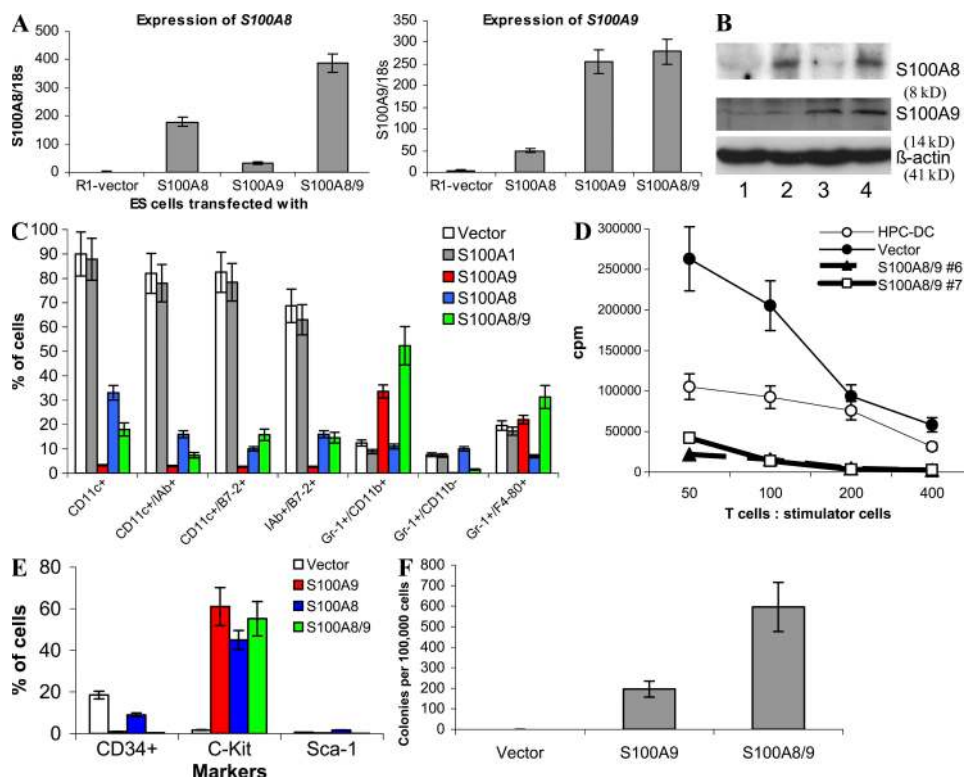 A
Expression of S100A8
S100A8/18s
500
400
300
200
100
0
R1-vector S100A8 S100A9 S100A8/9
ES cells transfected with
Expression of S100A9
S100A9/18s
350
300
250
200
150
100
50
0
R1-vector S100A8 S100A9 S100A8/9
B
S100A8
(8 kD)
S100A9
(14 kD)
ß-actin
(41 kD)
1 2 3 4
C
% of cells
100
90
80
70
60
50
40
30
20
10
0
Vector
S100A1
S100A9
S100A8
S100A8/9
CD11c+
CD11c+/IAb+
CD11c+/B7-2+
IAb+/B7-2+
Gr-1+/CD11b+
Gr-1+/CD11b-
Gr-1+/F4-80+
D
HPC-DC
Vector
S100A8/9 #6
S100A8/9 #7
cpm
300000
250000
200000
150000
100000
50000
0
50 100 200 400
T cells : stimulator cells
E
% of cells
80
60
40
20
0
Vector
S100A9
S100A8
S100A8/9
CD34+ C-Kit Sca-1
Markers
F
Colonies per 100,000 cells
800
700
600
500
400
300
200
100
0
Vector S100A9 S100A8/9